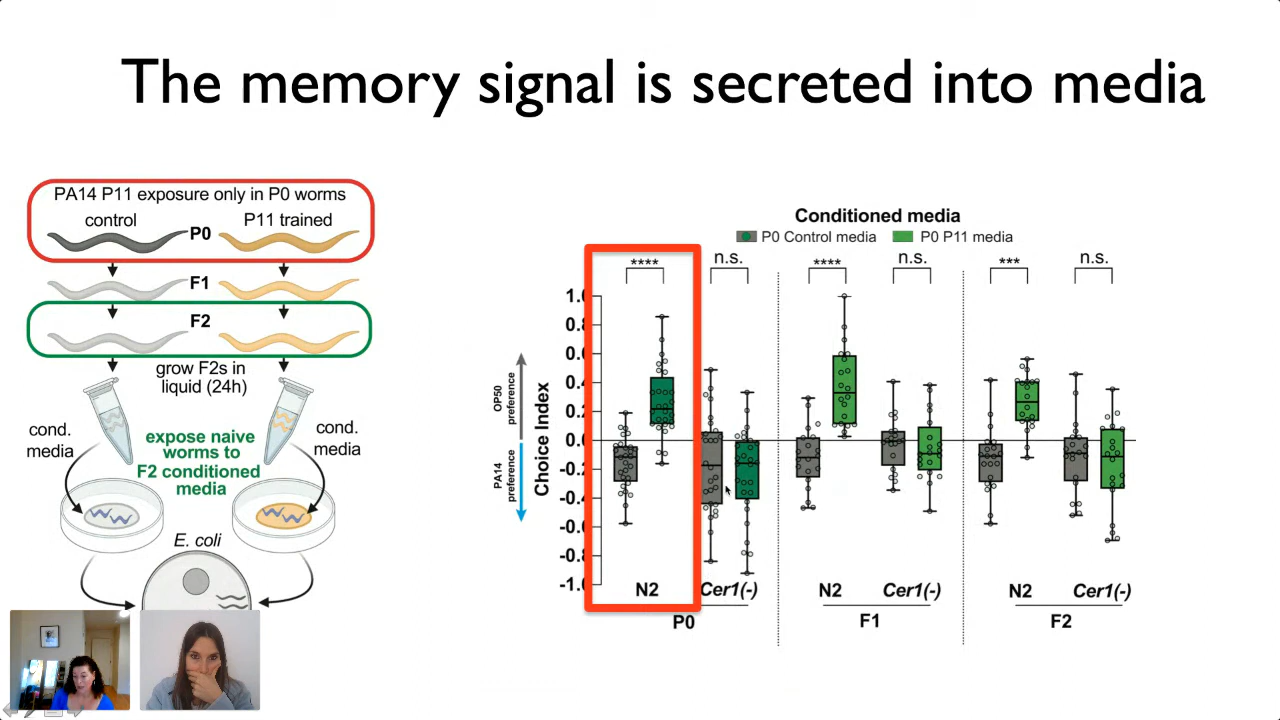 The memory signal is secreted into media
PA14 P11 exposure only in P0 worms
control
P11 trained
P0
F1
F2
grow F2s in
liquid (24h)
cond.
media
cond.
media
expose naive
worms to
F2 conditioned
media
E. coli
Conditioned media
P0 Control media
P0 P11 media
****
n.s.
****
n.s.
***
n.s.
OP50
preference
PA14
preference
Choice Index
1.0
0.8
0.6
0.4
0.2
0.0
-0.2
-0.4
-0.6
-0.8
-1.0
N2
Cer1(-)
N2
Cer1(-)
N2
Cer1(-)
P0
F1
F2